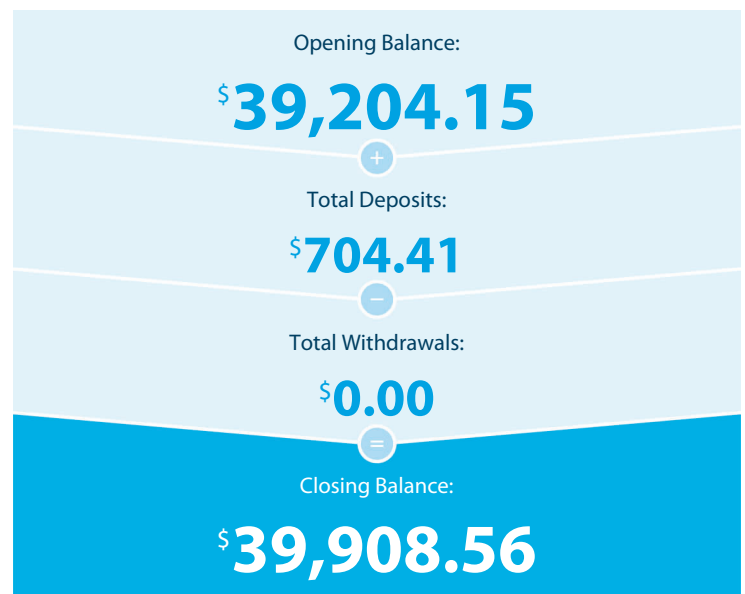 Opening Balance:
$39,204.15
+
Total Deposits:
$704.41
−
Total Withdrawals:
$0.00
=
Closing Balance:
$39,908.56